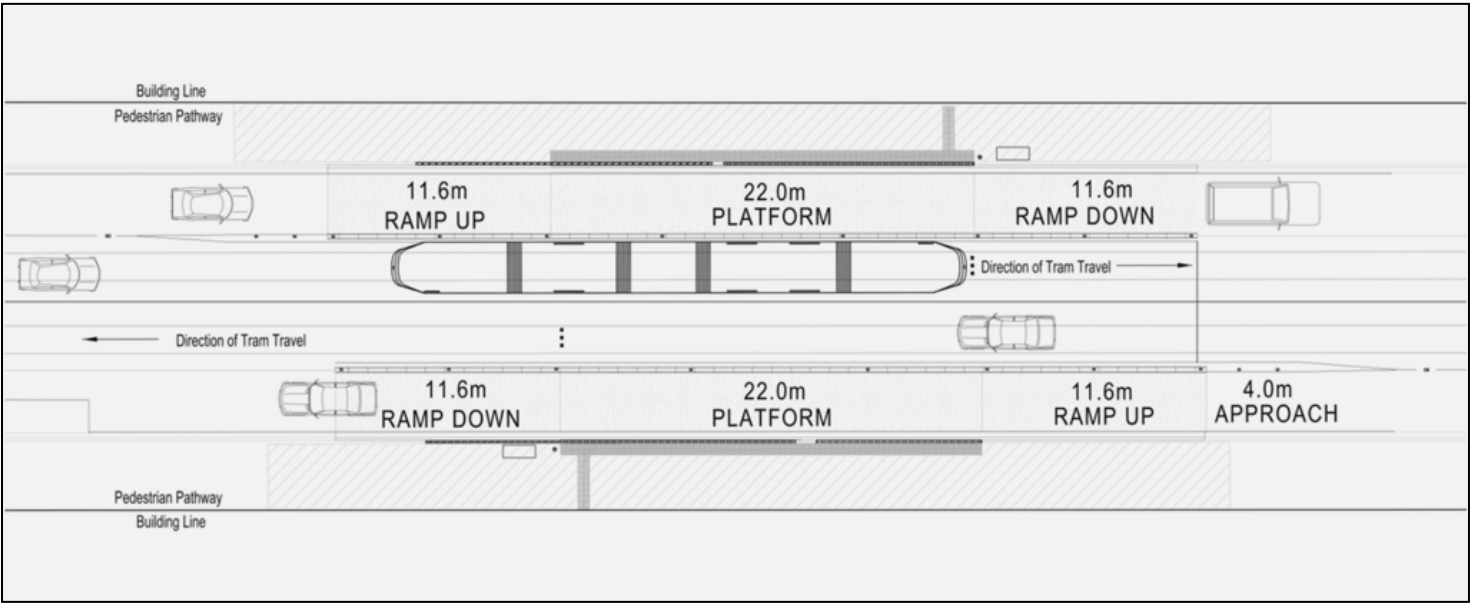 Building Line
Pedestrian Pathway
11.6m
RAMP UP
22.0m
PLATFORM
11.6m
RAMP DOWN
Direction of Tram Travel
Direction of Tram Travel
11.6m
RAMP DOWN
22.0m
PLATFORM
11.6m
RAMP UP
4.0m
APPROACH
Pedestrian Pathway
Building Line